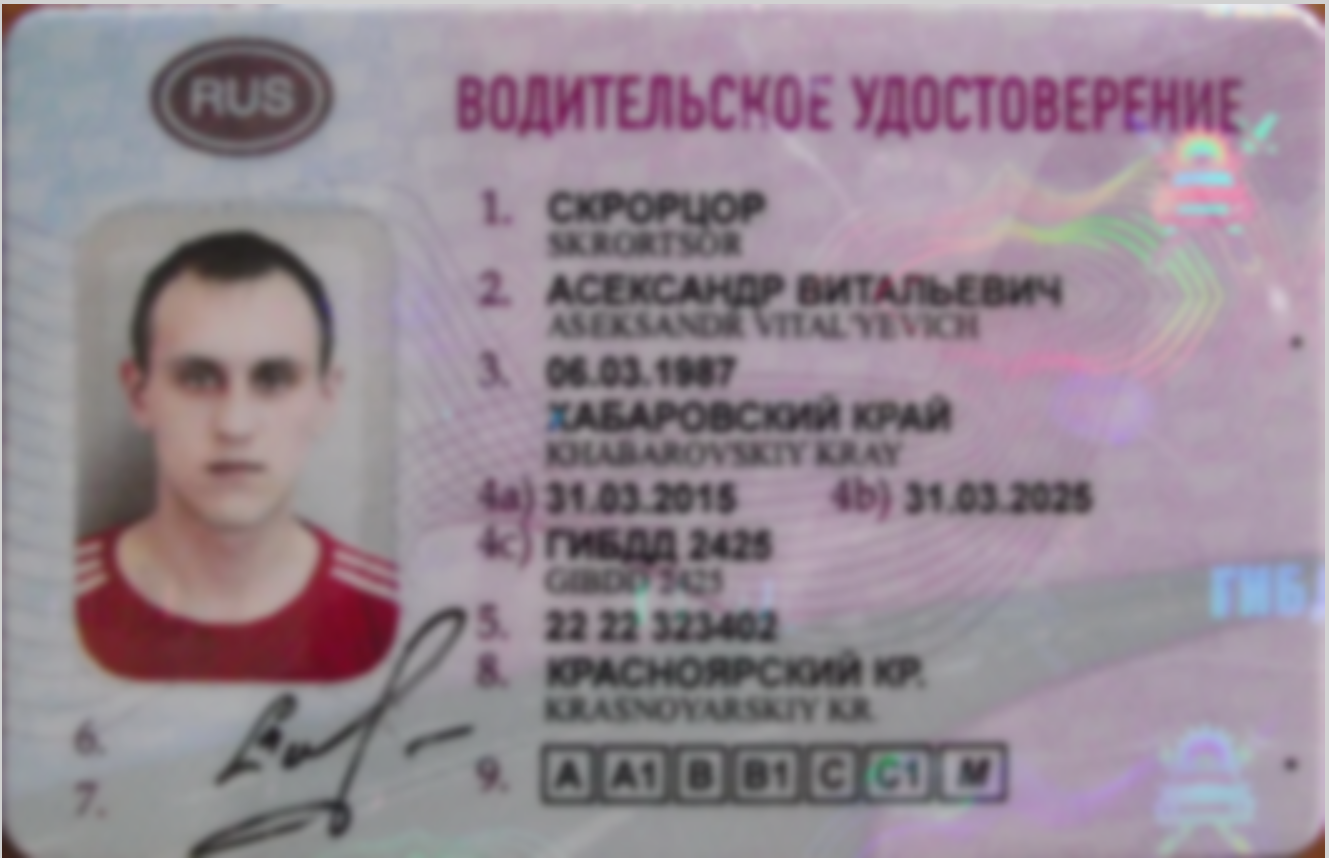 RUS
ВОДИТЕЛЬСКОЕ УДОСТОВЕРЕНИЕ
1. СКРОРЦОР
SKRORTSOR
2. АСЕКСАНДР ВИТАЛЬЕВИЧ
ASEKSANDR VITAL'YEVICH
3. 06.03.1987
ХАБАРОВСКИЙ КРАЙ
KHABAROVSKIY KRAY
4a) 31.03.2015 4b) 31.03.2025
4c) ГИБДД 2425
GIBDD 2425
5. 22 22 323402
8. КРАСНОЯРСКИЙ КР.
KRASNOYARSKIY KR.
6.
7.
9. A A1 B B1 C C1 M